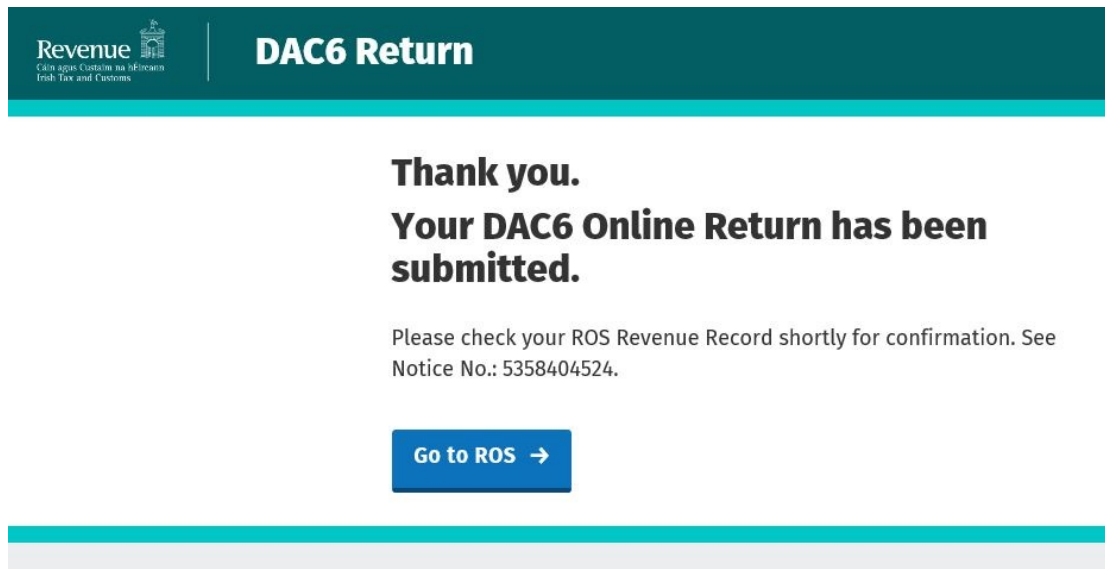 Revenue
Cáin agus Custaim na hÉireann
Irish Tax and Customs
DAC6 Return
Thank you.
Your DAC6 Online Return has been
submitted.
Please check your ROS Revenue Record shortly for confirmation. See
Notice No.: 5358404524.
Go to ROS →